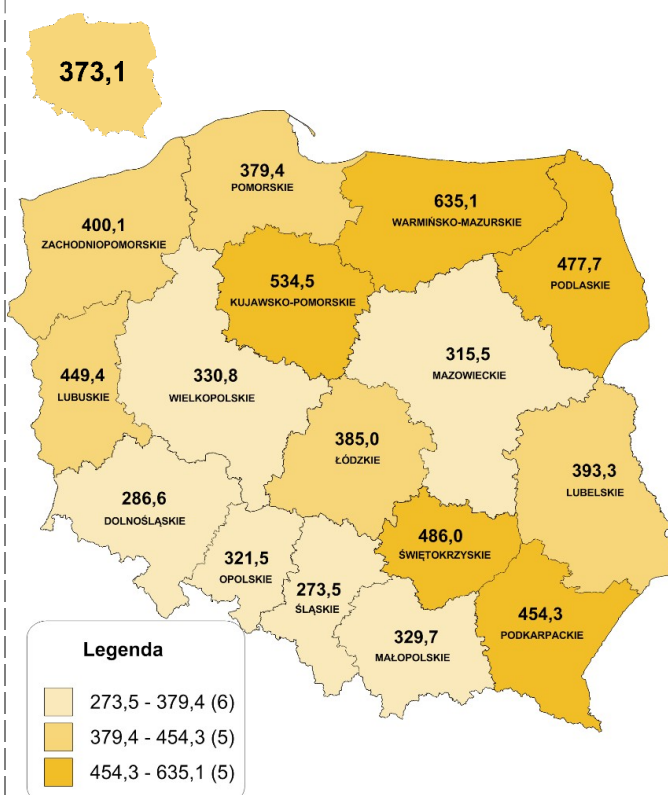 373,1
379,4
POMORSKIE
400,1
ZACHODNIOPOMORSKIE
635,1
WARMIŃSKO-MAZURSKIE
477,7
PODLASKIE
534,5
KUJAWSKO-POMORSKIE
315,5
MAZOWIECKIE
449,4
LUBUSKIE
330,8
WIELKOPOLSKIE
385,0
ŁÓDZKIE
393,3
LUBELSKIE
286,6
DOLNOŚLĄSKIE
321,5
OPOLSKIE
273,5
ŚLĄSKIE
486,0
ŚWIĘTOKRZYSKIE
329,7
MAŁOPOLSKIE
454,3
PODKARPACKIE
Legenda
273,5 - 379,4 (6)
379,4 - 454,3 (5)
454,3 - 635,1 (5)